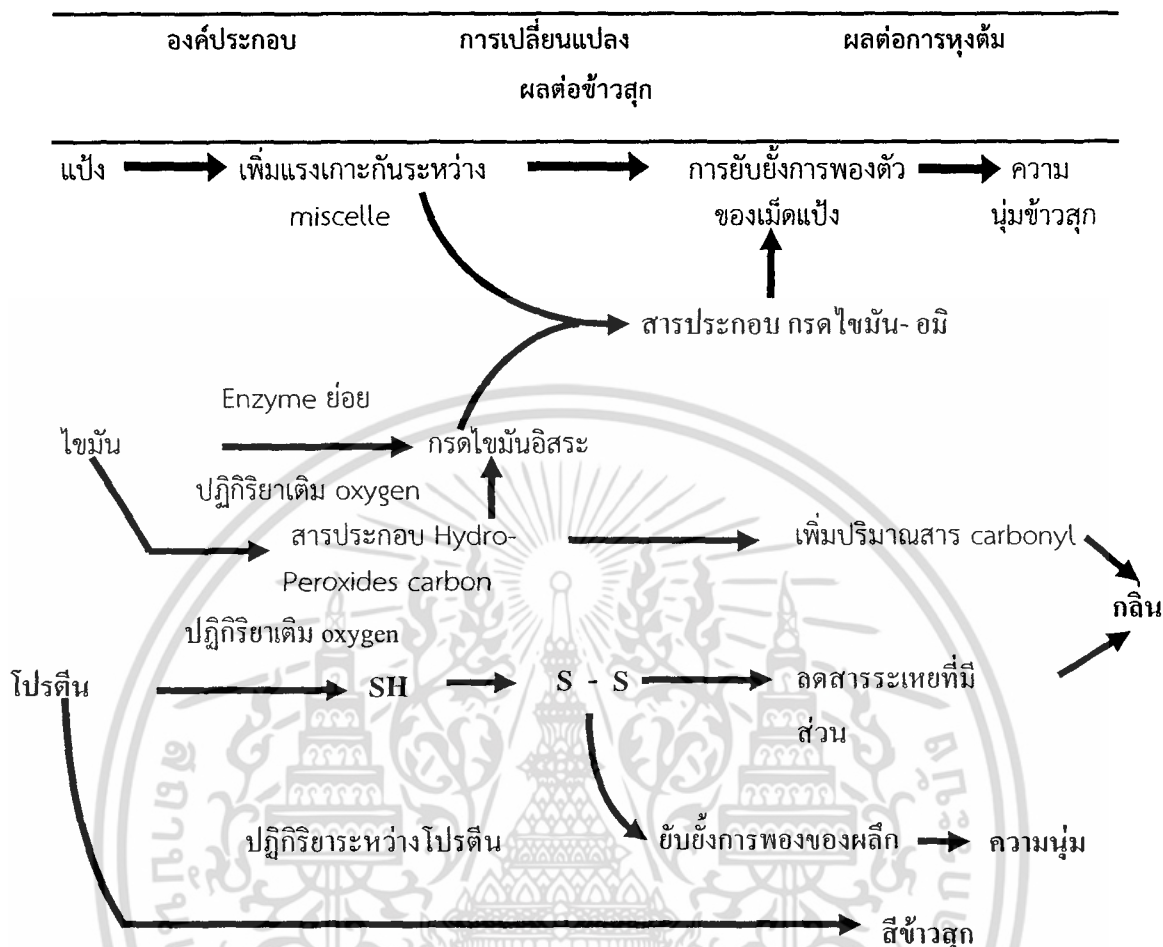 องค์ประกอบ การเปลี่ยนแปลง ผลต่อการหุงต้ม
ผลต่อข้าวสุก
แป้ง เพิ่มแรงเกาะกันระหว่าง การยับยั้งการพองตัว ความ
miscelle ของเม็ดแป้ง นุ่มข้าวสุก
สารประกอบ กรดไขมัน- อมิ
Enzyme ย่อย
ไขมัน กรดไขมันอิสระ
ปฏิกิริยาเติม oxygen
สารประกอบ Hydro- เพิ่มปริมาณสาร carbonyl
Peroxides carbon
กลิ่น
ปฏิกิริยาเติม oxygen
โปรตีน SH S - S ลดสารระเหยที่มี
ส่วน
ปฏิกิริยาระหว่างโปรตีน ยับยั้งการพองของผลึก ความนุ่ม
สีข้าวสุก